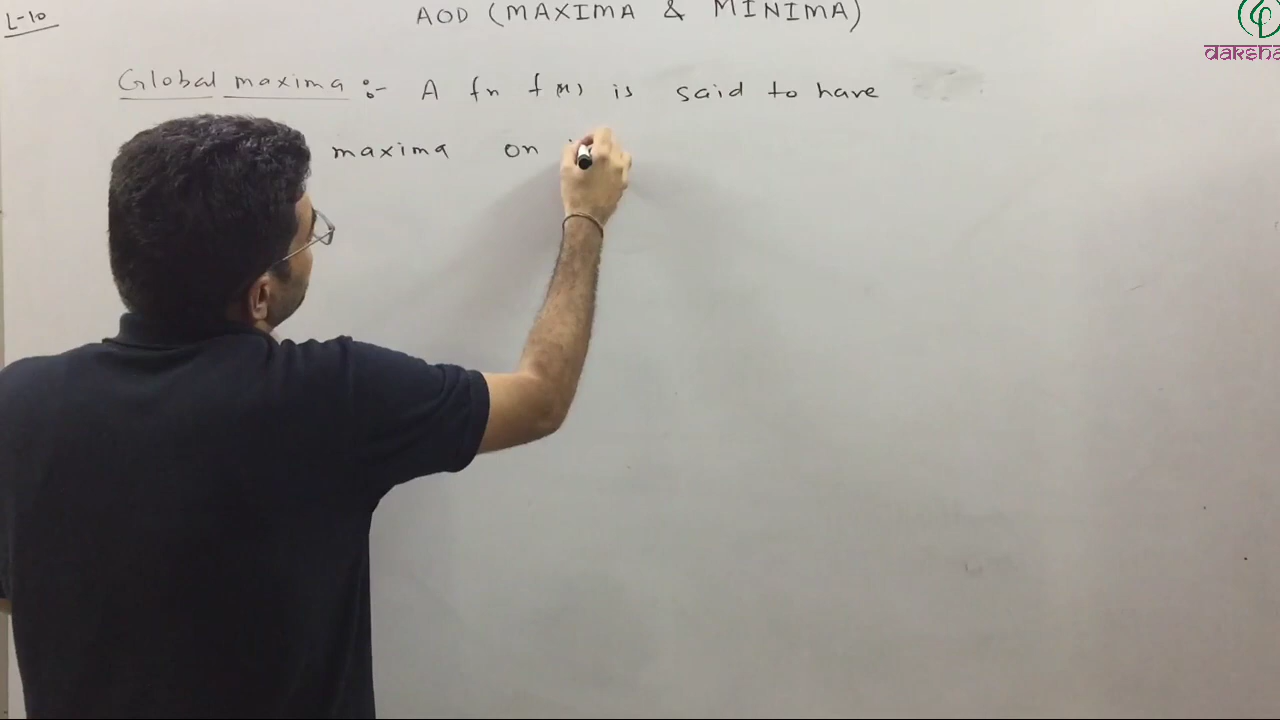 L-10
AOD (MAXIMA & MINIMA)
daksha
Global maxima :- A fn f(x) is said to have
maxima on